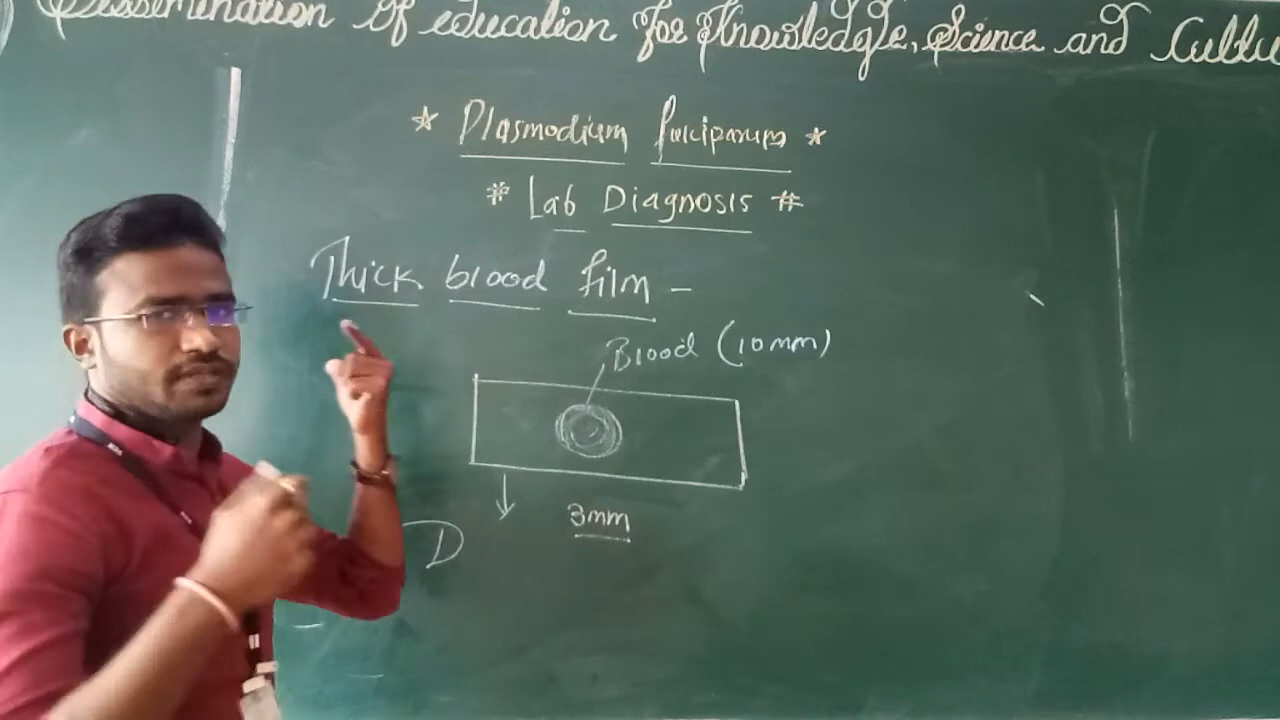 Dissemination of education for Knowledge, Science and Cultu
* Plasmodium falciparum *
* Lab Diagnosis #
Thick blood film -
Blood (10mm)
3mm
D